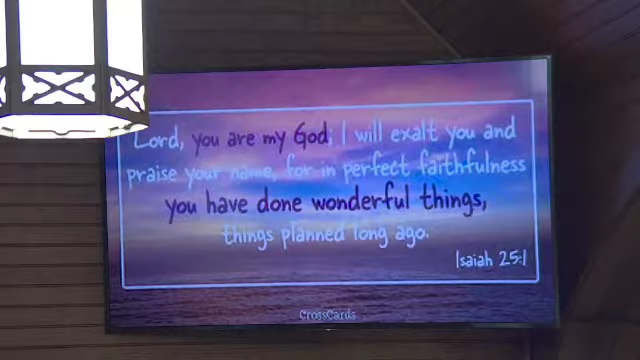 Lord, you are my God; I will exalt you and
praise your name, for in perfect faithfulness
you have done wonderful things,
things planned long ago.
Isaiah 25:1
CrossCards